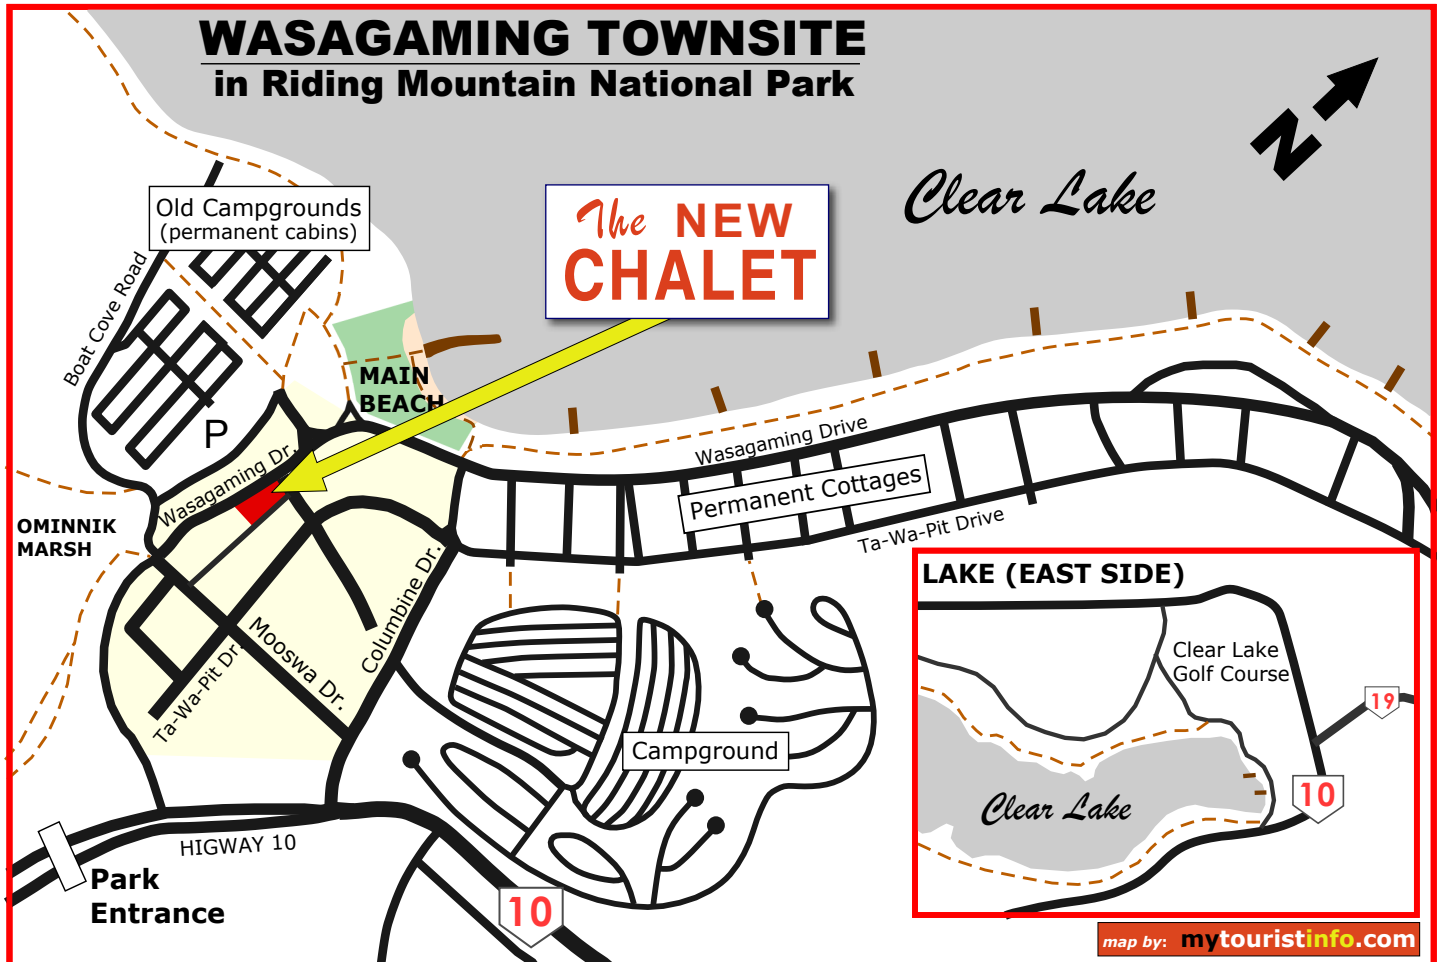 WASAGAMING TOWNSITE
in Riding Mountain National Park
N
Clear Lake
The NEW
CHALET
Old Campgrounds
(permanent cabins)
Boat Cove Road
MAIN
BEACH
P
Wasagaming Dr.
Wasagaming Drive
Permanent Cottages
Ta-Wa-Pit Drive
OMINNIK
MARSH
Columbine Dr.
Mooswa Dr.
Ta-Wa-Pit Dr.
Campground
HIGWAY 10
Park
Entrance
10
LAKE (EAST SIDE)
Clear Lake
Golf Course
19
10
Clear Lake
map by: mytouristinfo.com